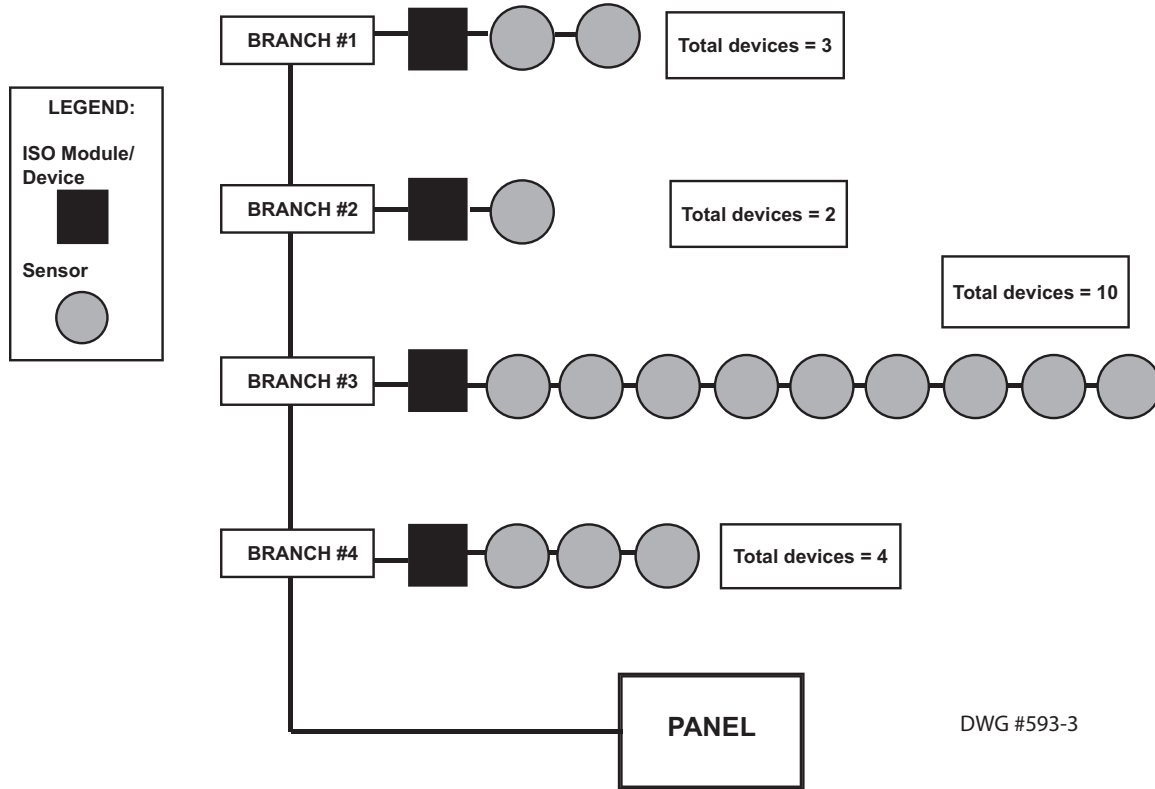 BRANCH #1
Total devices = 3
LEGEND:
ISO Module/
Device
Sensor
BRANCH #2
Total devices = 2
Total devices = 10
BRANCH #3
BRANCH #4
Total devices = 4
PANEL
DWG #593-3